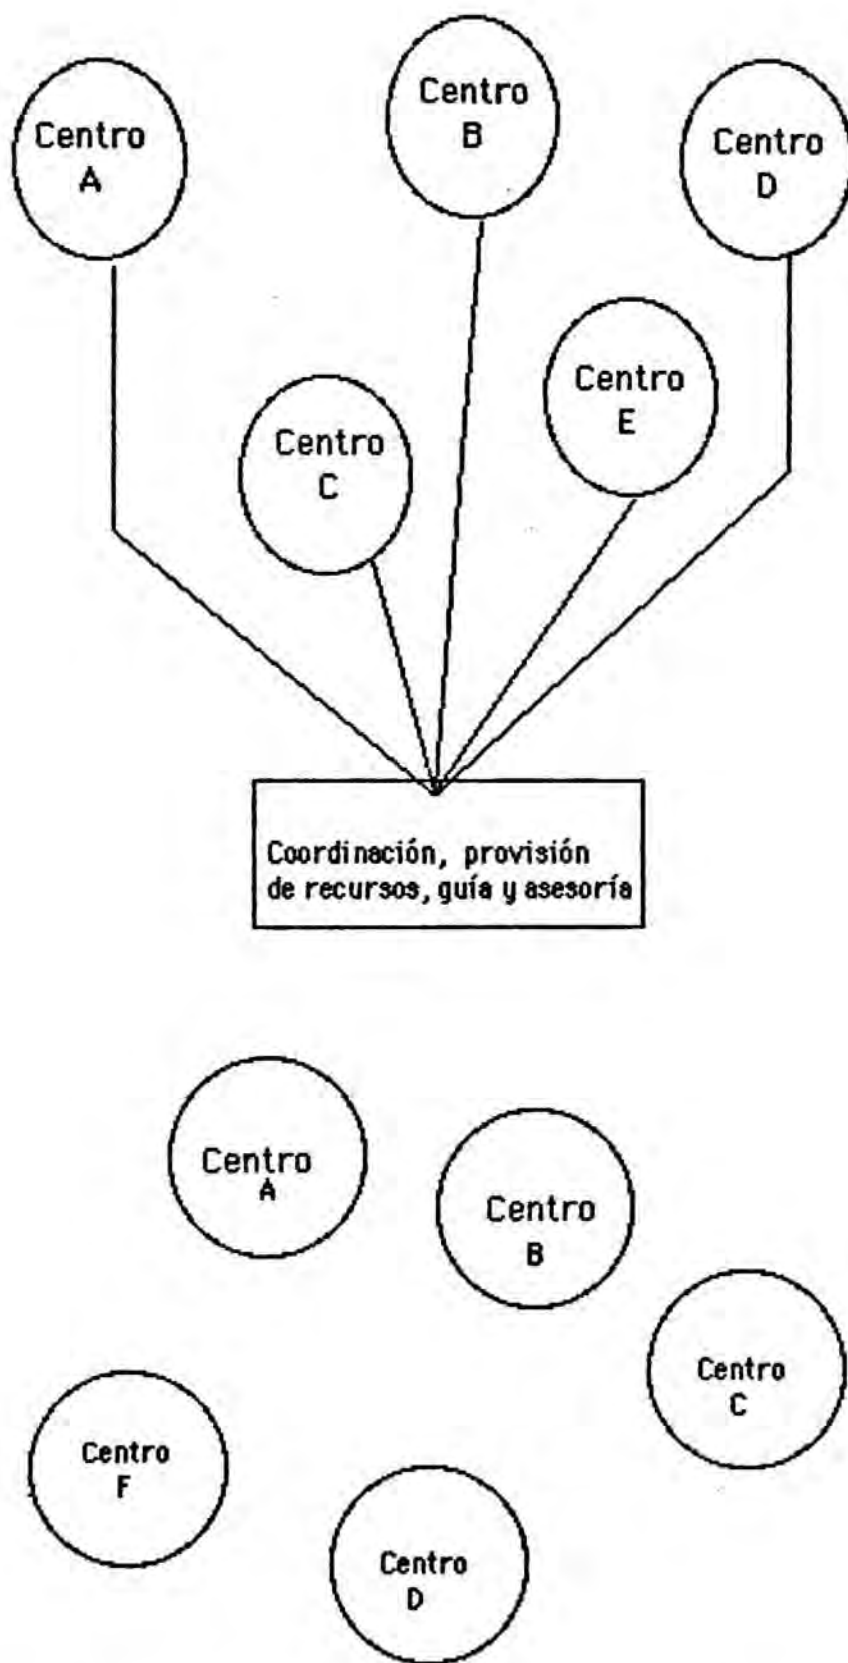 Centro
A
Centro
B
Centro
D
Centro
C
Centro
E
Coordinación, provisión
de recursos, guía y asesoría
Centro
A
Centro
B
Centro
C
Centro
F
Centro
D